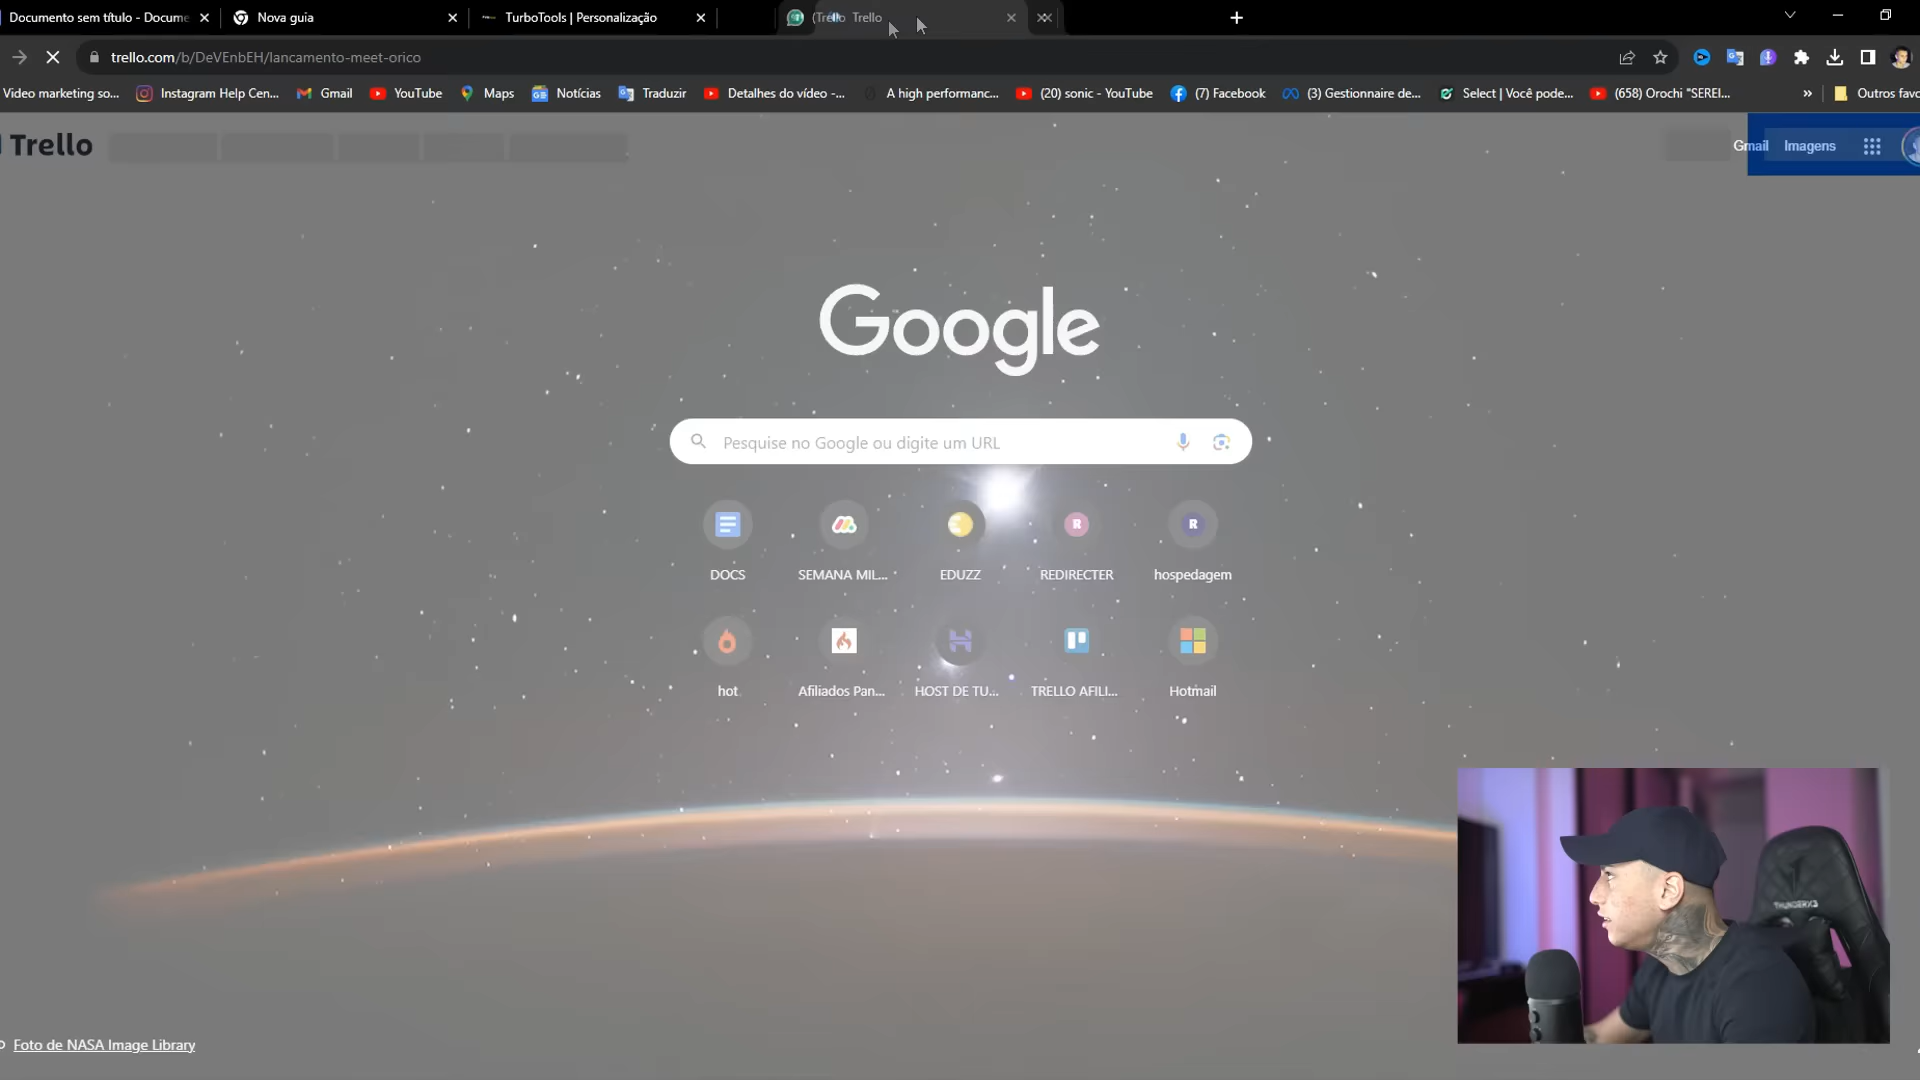 Documento sem título - Docume
Nova guia
TurboTools | Personalização
Trello
trello.com/b/DeVEnbEH/lancamento-meet-orico
Video marketing so...
Instagram Help Cen...
Gmail
YouTube
Maps
Notícias
Traduzir
Detalhes do vídeo -...
A high performanc...
(20) sonic - YouTube
(7) Facebook
(3) Gestionnaire de...
Select | Você pode...
(658) Orochi "SEREI...
»
Outros favo
Trello
Gmail
Imagens
Google
Pesquise no Google ou digite um URL
DOCS
SEMANA MIL...
EDUZZ
R
REDIRECTER
R
hospedagem
hot
Afiliados Pan...
HOST DE TU...
TRELLO AFILI...
Hotmail
THUNDERX3
Foto de NASA Image Library